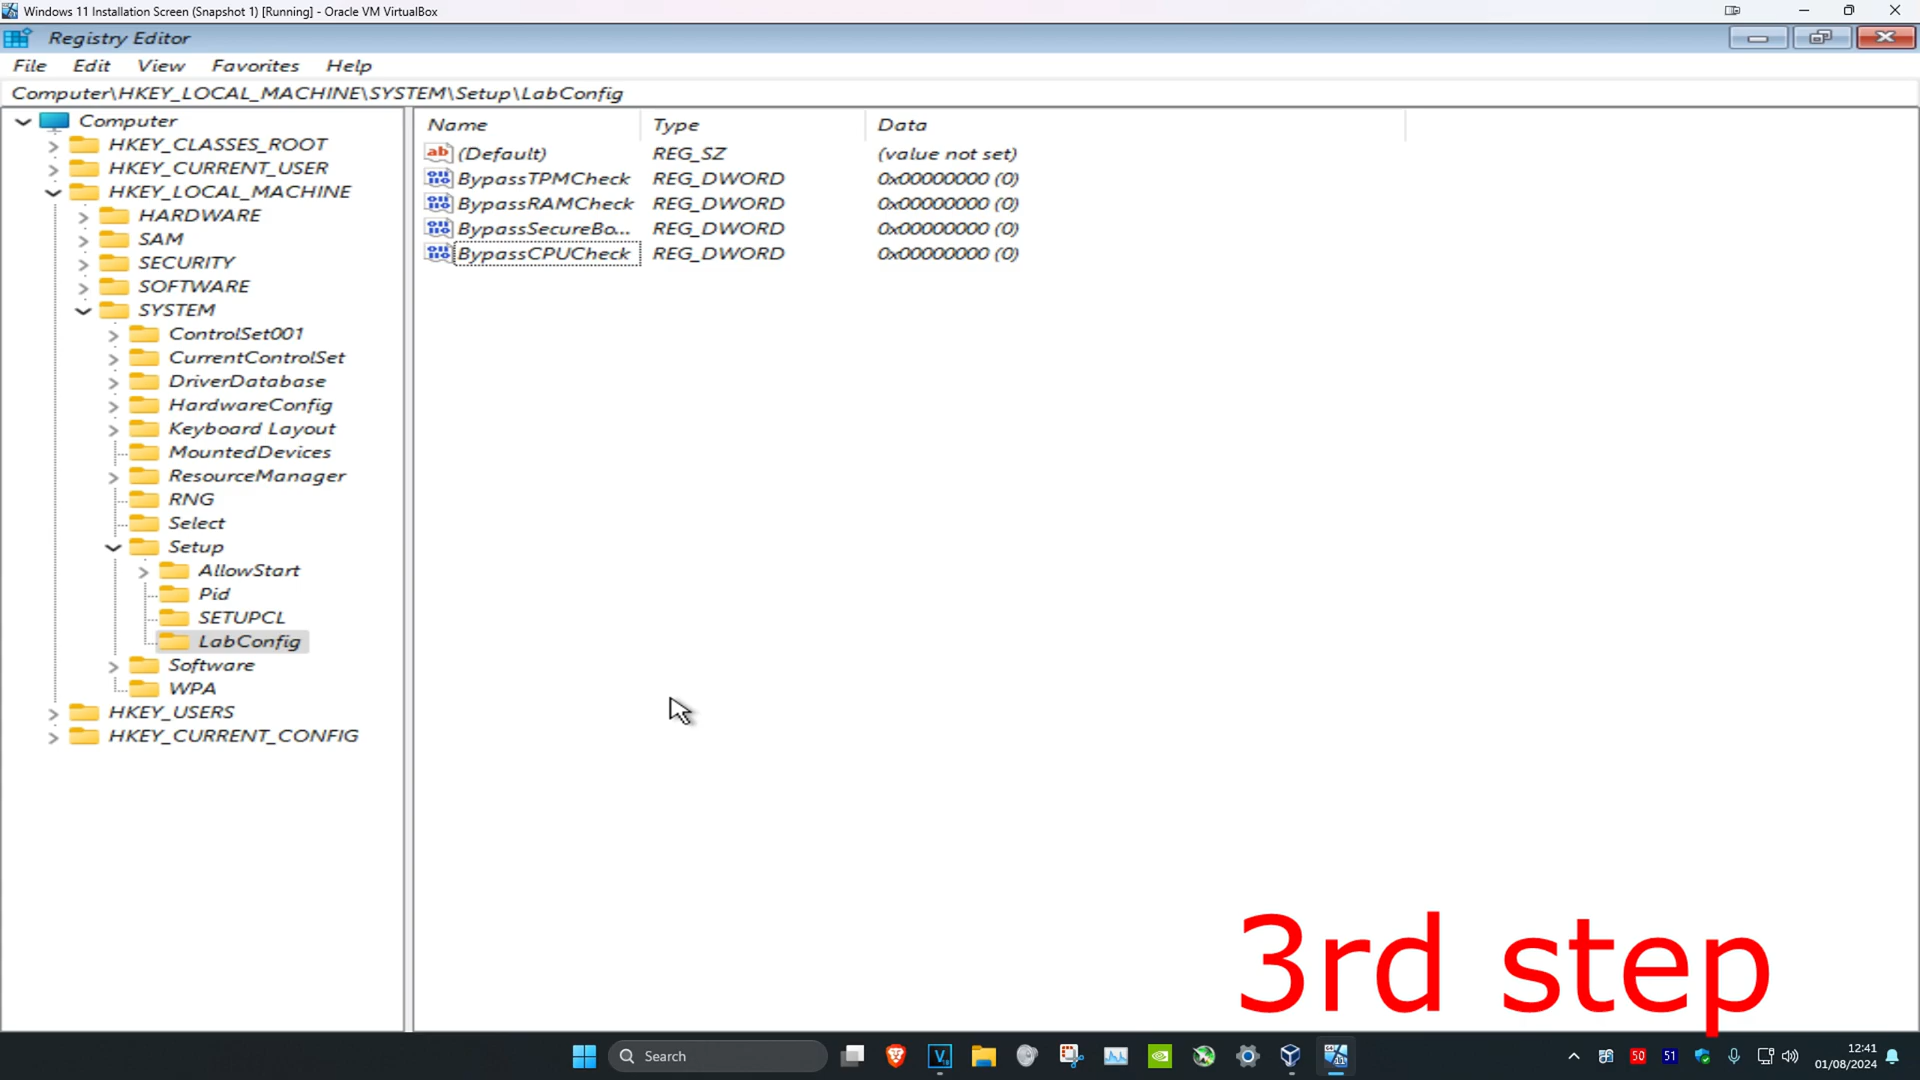 Windows 11 Installation Screen (Snapshot 1) [Running] - Oracle VM VirtualBox
Registry Editor
File Edit View Favorites Help
Computer\HKEY_LOCAL_MACHINE\SYSTEM\Setup\LabConfig
Computer
HKEY_CLASSES_ROOT
HKEY_CURRENT_USER
HKEY_LOCAL_MACHINE
HARDWARE
SAM
SECURITY
SOFTWARE
SYSTEM
ControlSet001
CurrentControlSet
DriverDatabase
HardwareConfig
Keyboard Layout
MountedDevices
ResourceManager
RNG
Select
Setup
AllowStart
Pid
SETUPCL
LabConfig
Software
WPA
HKEY_USERS
HKEY_CURRENT_CONFIG
Name Type Data
(Default) REG_SZ (value not set)
BypassTPMCheck REG_DWORD 0x00000000 (0)
BypassRAMCheck REG_DWORD 0x00000000 (0)
BypassSecureBo... REG_DWORD 0x00000000 (0)
BypassCPUCheck REG_DWORD 0x00000000 (0)
3rd step
Search
50
51
12:41
01/08/2024